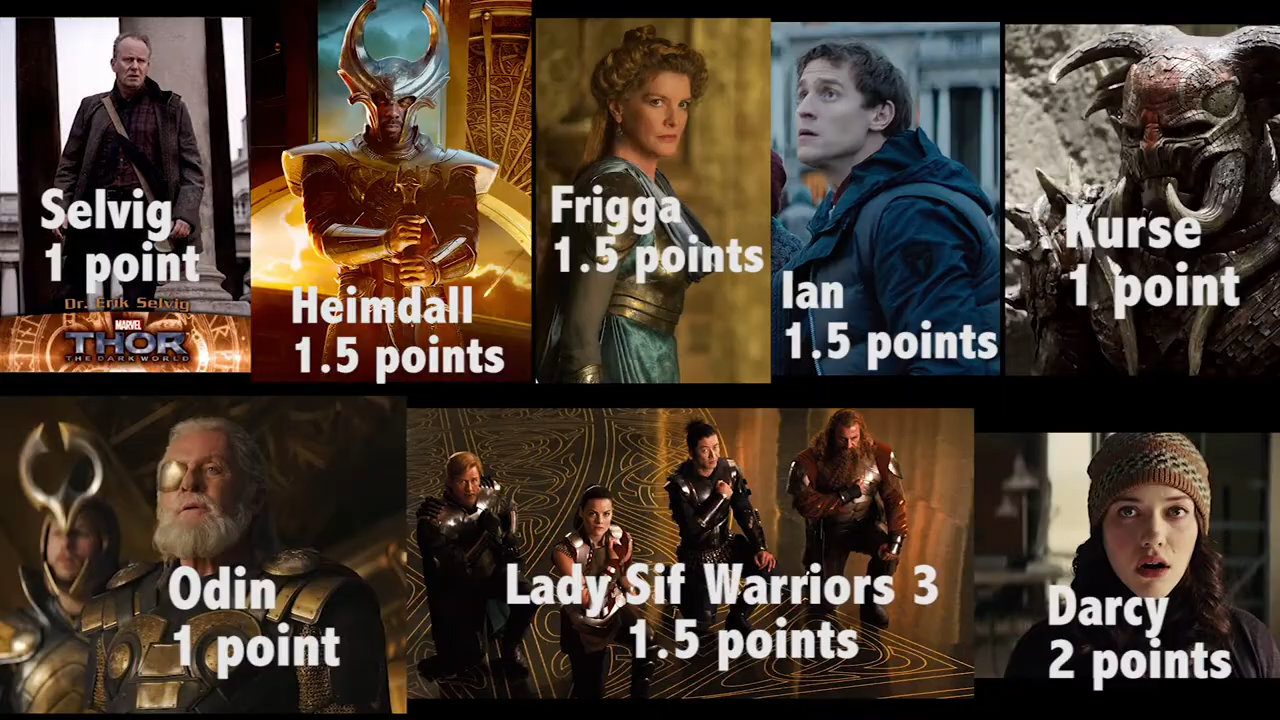 Selvig
1 point
Dr. Erik Selvig
MARVEL
THOR
THE DARK WORLD
Heimdall
1.5 points
Frigga
1.5 points
Ian
1.5 points
Kurse
1 point
Odin
1 point
Lady Sif Warriors 3
1.5 points
Darcy
2 points